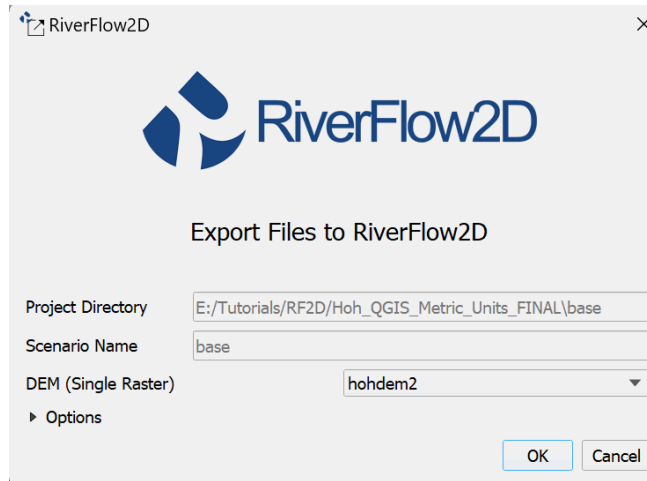 RiverFlow2D
RiverFlow2D
Export Files to RiverFlow2D
Project Directory E:/Tutorials/RF2D/Hoh_QGIS_Metric_Units_FINAL\base
Scenario Name base
DEM (Single Raster) hohdem2
Options
OK Cancel